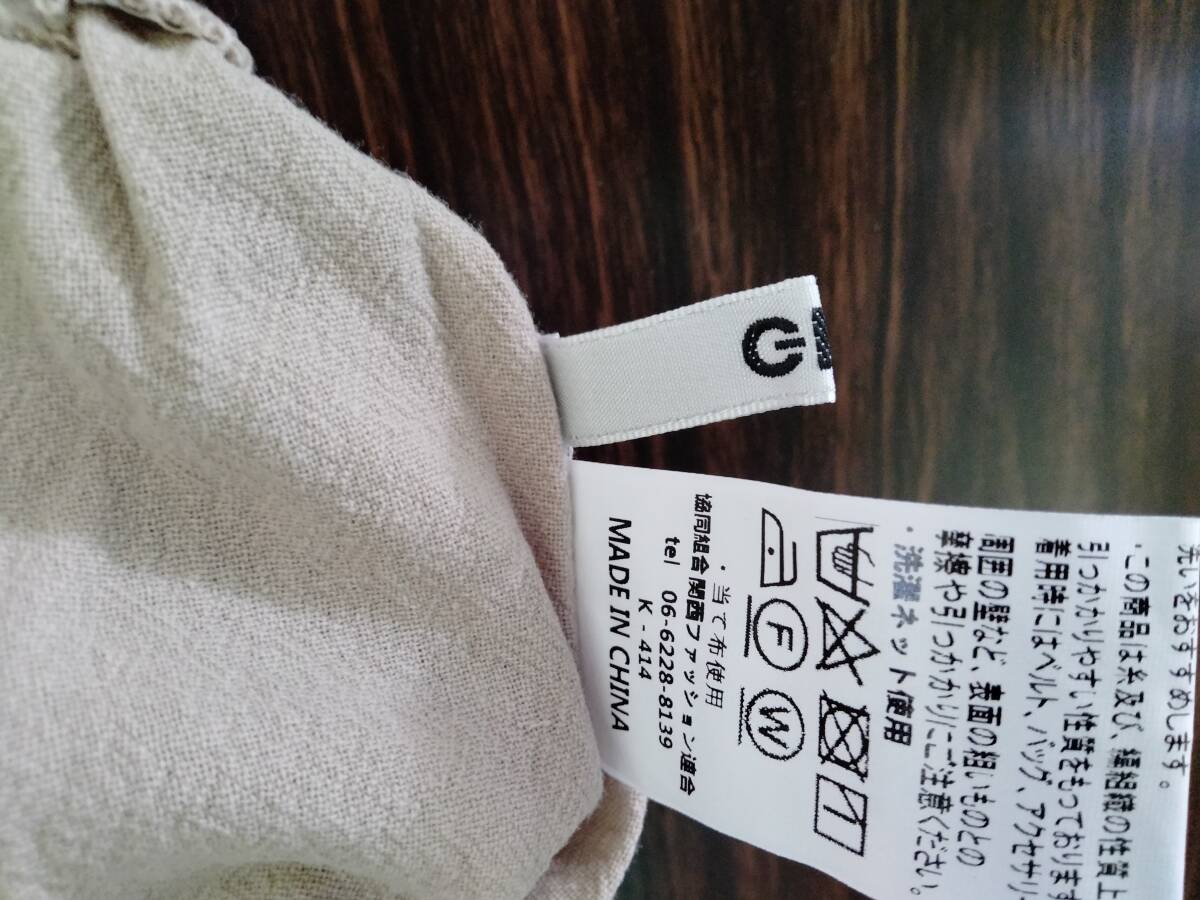 洗いをおすすめします。
・この商品は糸及び、編組織の性質上
引っかかりやすい性質をもっております
着用時にはベルト、バッグ、アクセサリー
周囲の壁など、表面の粗いものとの
摩擦や引っかかりにご注意ください。
・洗濯ネット使用
F W
・当て布使用
協同組合関西ファッション連合
tel 06-6228-8139
K - 414
MADE IN CHINA